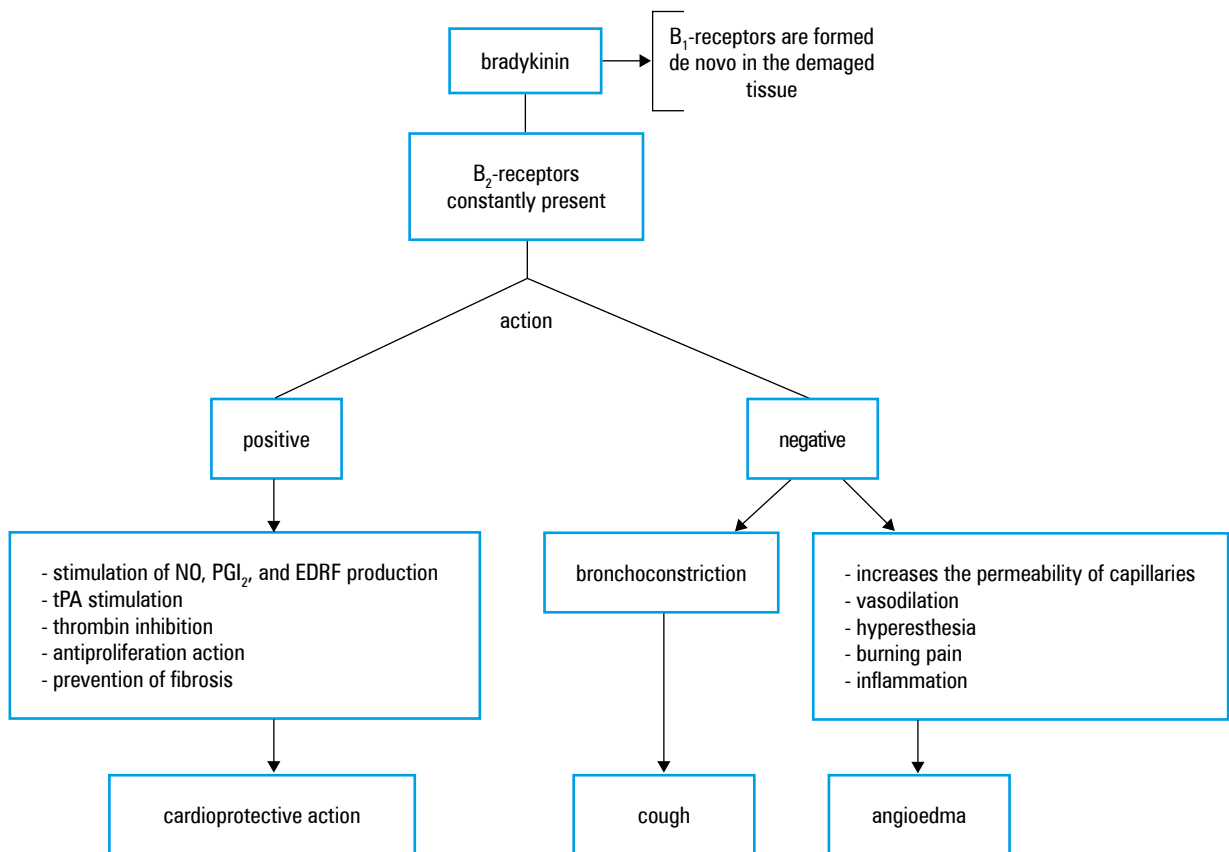 bradykinin
B₁-receptors are formed
de novo in the damaged
tissue
B₂-receptors
constantly present
action
positive
negative
- stimulation of NO, PGI₂, and EDRF production
- tPA stimulation
- thrombin inhibition
- antiproliferation action
- prevention of fibrosis
bronchoconstriction
- increases the permeability of capillaries
- vasodilation
- hyperesthesia
- burning pain
- inflammation
cardioprotective action
cough
angioedma